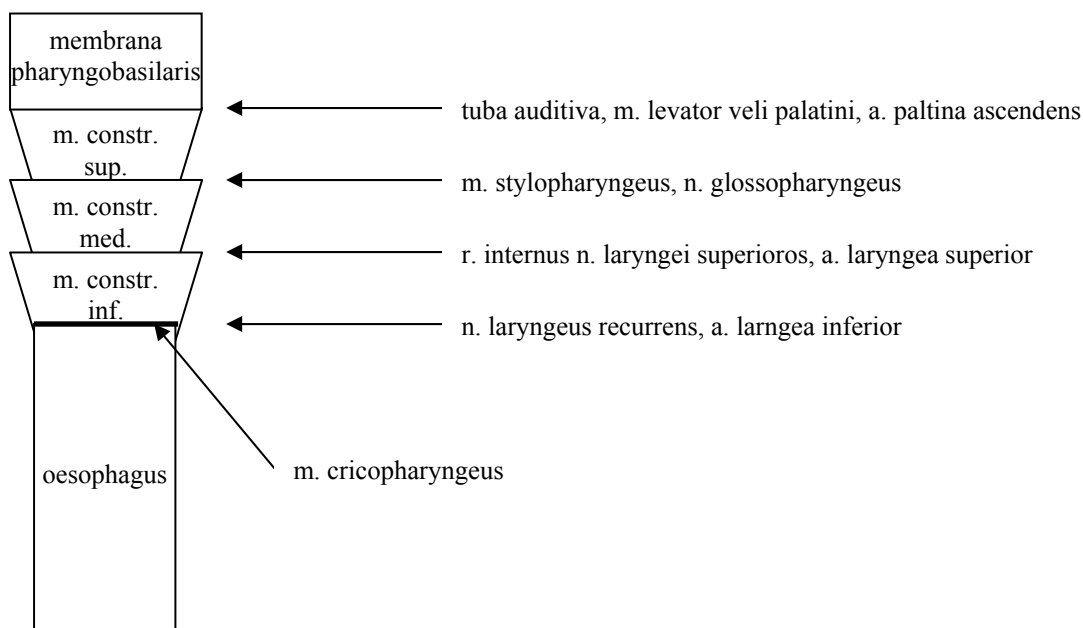 membrana
pharyngobasilaris
tuba auditiva, m. levator veli palatini, a. paltina ascendens
m. constr.
sup.
m. stylopharyngeus, n. glossopharyngeus
m. constr.
med.
r. internus n. laryngei superioros, a. laryngea superior
m. constr.
inf.
n. laryngeus recurrens, a. larngea inferior
oesophagus
m. cricopharyngeus